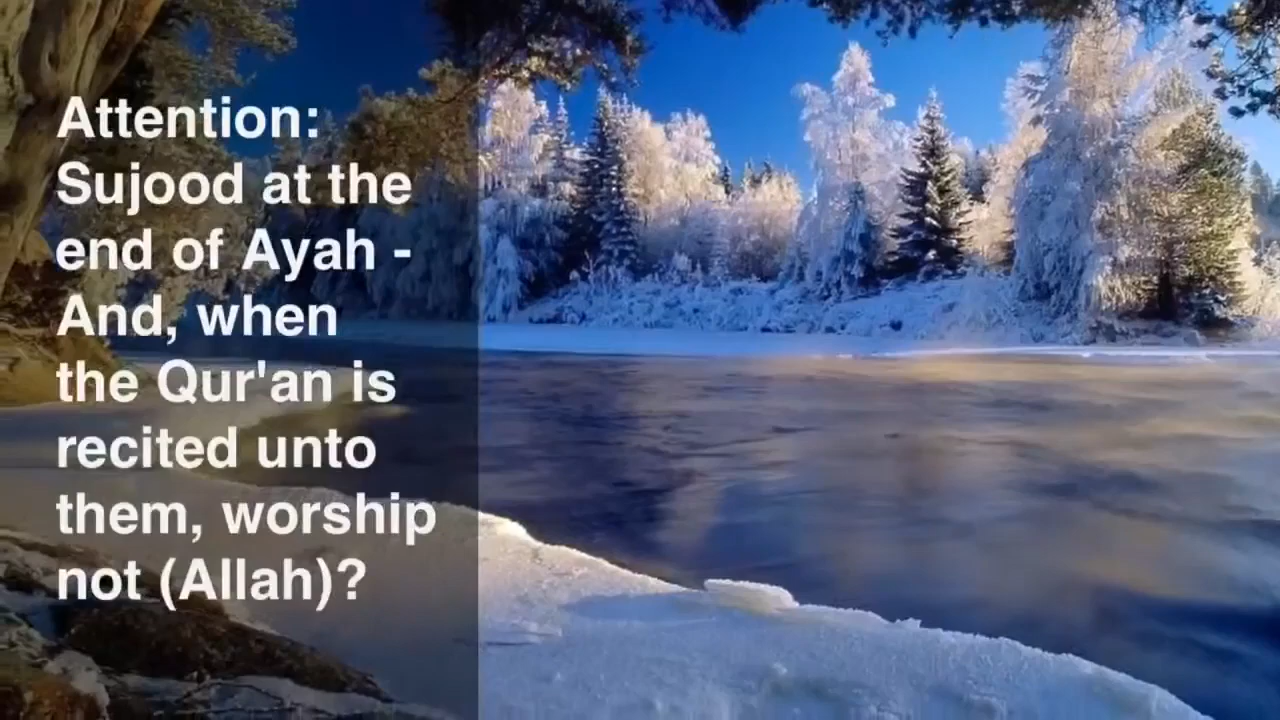 Attention:
Sujood at the
end of Ayah -
And, when
the Qur'an is
recited unto
them, worship
not (Allah)?